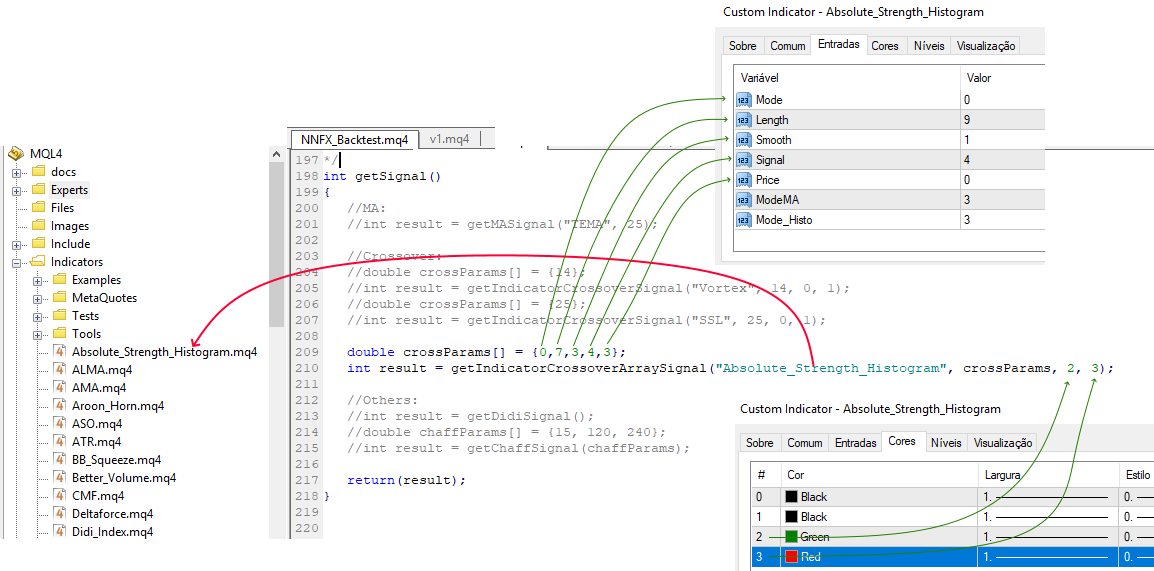 Custom Indicator - Absolute_Strength_Histogram
Sobre Comum Entradas Cores Níveis Visualização
Variável Valor
Mode 0
Length 9
Smooth 1
Signal 4
Price 0
ModeMA 3
Mode_Histo 3
MQL4
docs
Experts
Files
Images
Include
Indicators
Examples
MetaQuotes
Tests
Tools
Absolute_Strength_Histogram.mq4
ALMA.mq4
AMA.mq4
Aroon_Horn.mq4
ASO.mq4
ATR.mq4
BB_Squeeze.mq4
Better_Volume.mq4
CMF.mq4
Deltaforce.mq4
Didi_Index.mq4
NNFX_Backtest.mq4 v1.mq4
197 */
198 int getSignal()
199 {
200 //MA:
201 //int result = getMASignal("TEMA", 25);
202
203 //Crossover:
204 //double crossParams[] = {14};
205 //int result = getIndicatorCrossoverSignal("Vortex", 14, 0, 1);
206 //double crossParams[] = {25};
207 //int result = getIndicatorCrossoverSignal("SSL", 25, 0, 1);
208
209 double crossParams[] = {0,7,3,4,3};
210 int result = getIndicatorCrossoverArraySignal("Absolute_Strength_Histogram", crossParams, 2, 3);
211
212 //Others:
213 //int result = getDidiSignal();
214 //double chaffParams[] = {15, 120, 240};
215 //int result = getChaffSignal(chaffParams);
216
217 return(result);
218 }
219
220
Custom Indicator - Absolute_Strength_Histogram
Sobre Comum Entradas Cores Níveis Visualização
# Cor Largura Estilo
0 Black 1. 0.
1 Black 1. 0.
2 Green 1. 0.
3 Red 1. 0.